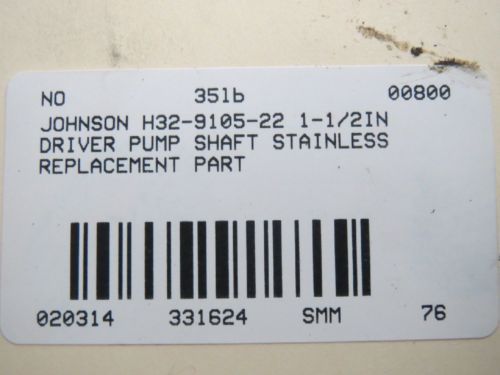 NO 35lb 00800
JOHNSON H32-9105-22 1-1/2IN
DRIVER PUMP SHAFT STAINLESS
REPLACEMENT PART
020314 331624 SMM 76